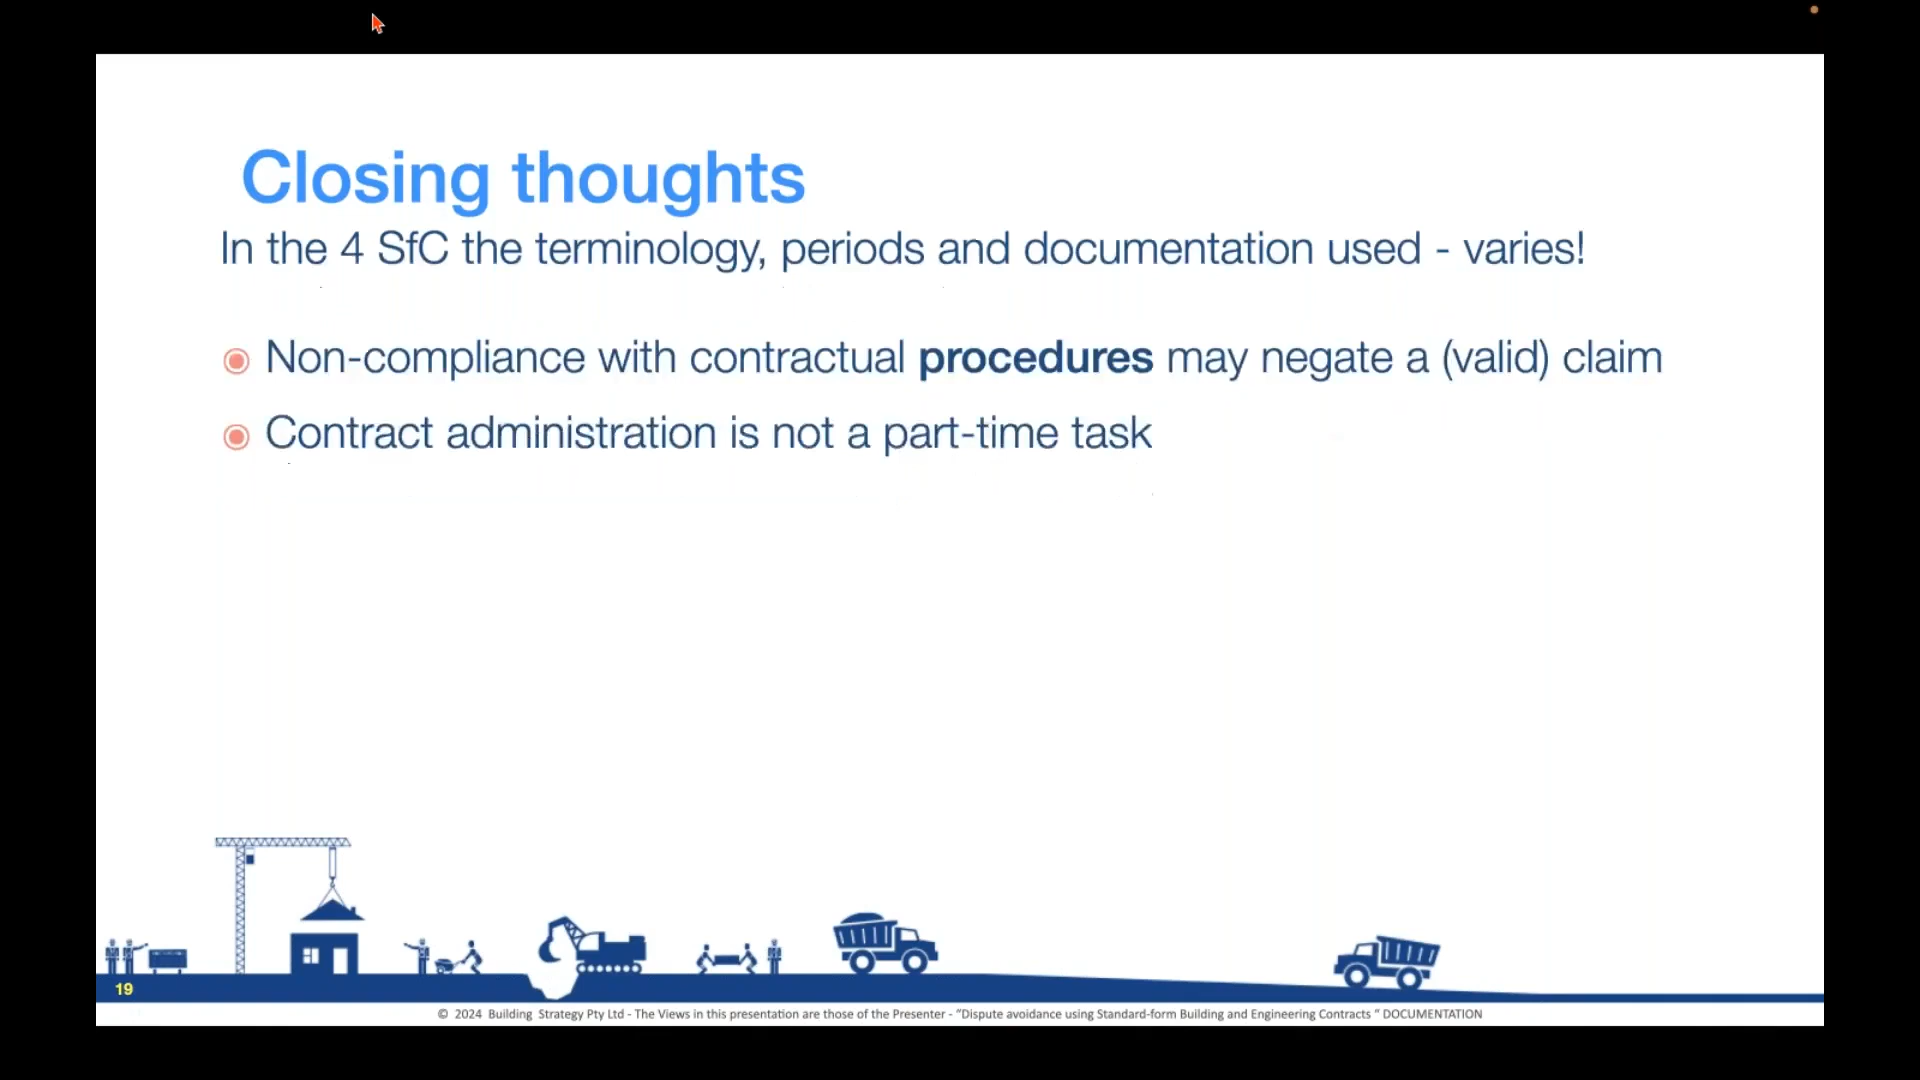 Closing thoughts
In the 4 SfC the terminology, periods and documentation used - varies!
Non-compliance with contractual procedures may negate a (valid) claim
Contract administration is not a part-time task
19
© 2024 Building Strategy Pty Ltd - The Views in this presentation are those of the Presenter - "Dispute avoidance using Standard-form Building and Engineering Contracts " DOCUMENTATION